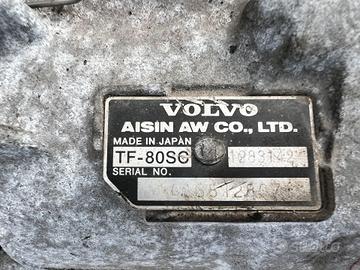 VOLVO
AISIN AW CO., LTD.
MADE IN JAPAN
TF-80SC
SERIAL NO.